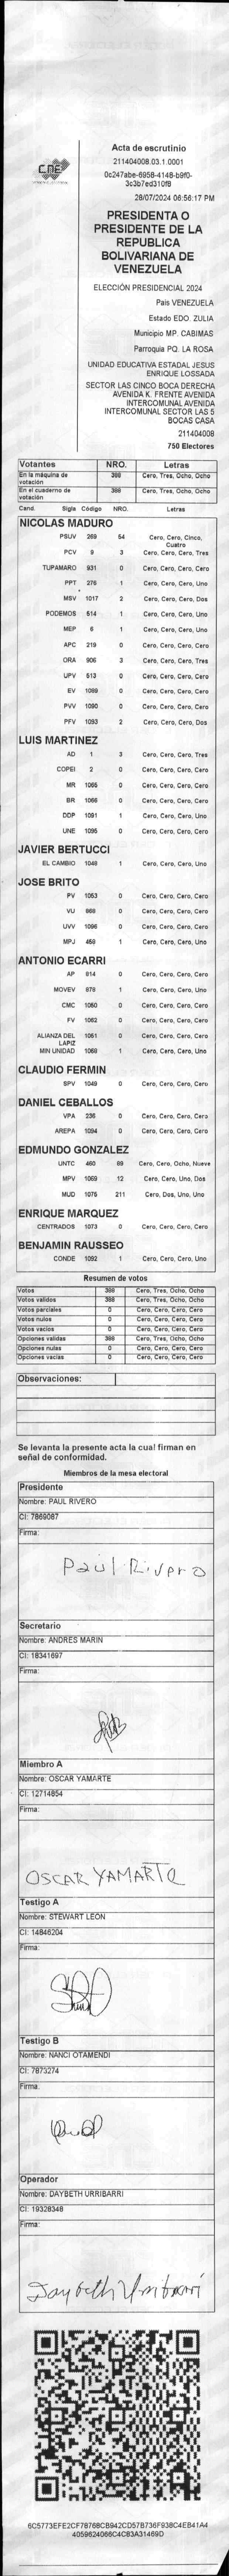 CNE
Acta de escrutinio
211404008.03.1.0001
0c247abe-6958-4148-b9f0-
3c3b7ed310f8
28/07/2024 06:56:17 PM
PRESIDENTA O
PRESIDENTE DE LA
REPUBLICA
BOLIVARIANA DE
VENEZUELA
ELECCIÓN PRESIDENCIAL 2024
Pais VENEZUELA
Estado EDO. ZULIA
Municipio MP. CABIMAS
Parroquia PQ. LA ROSA
UNIDAD EDUCATIVA ESTADAL JESUS
ENRIQUE LOSSADA
SECTOR LAS CINCO BOCA DERECHA
AVENIDA K. FRENTE AVENIDA
INTERCOMUNAL AVENIDA
INTERCOMUNAL SECTOR LAS 5
BOCAS CASA
211404008
750 Electores
Votantes NRO. Letras
En la máquina de votación 388 Cero, Tres, Ocho, Ocho
En el cuaderno de votación 388 Cero, Tres, Ocho, Ocho
Cand. Sigla Código NRO. Letras
NICOLAS MADURO
PSUV 269 54 Cero, Cero, Cinco, Cuatro
PCV 9 3 Cero, Cero, Cero, Tres
TUPAMARO 931 0 Cero, Cero, Cero, Cero
PPT 276 1 Cero, Cero, Cero, Uno
MSV 1017 2 Cero, Cero, Cero, Dos
PODEMOS 514 1 Cero, Cero, Cero, Uno
MEP 6 1 Cero, Cero, Cero, Uno
APC 219 0 Cero, Cero, Cero, Cero
ORA 906 3 Cero, Cero, Cero, Tres
UPV 513 0 Cero, Cero, Cero, Cero
EV 1089 0 Cero, Cero, Cero, Cero
PVV 1090 0 Cero, Cero, Cero, Cero
PFV 1093 2 Cero, Cero, Cero, Dos
LUIS MARTINEZ
AD 1 3 Cero, Cero, Cero, Tres
COPEI 2 0 Cero, Cero, Cero, Cero
MR 1065 0 Cero, Cero, Cero, Cero
BR 1066 0 Cero, Cero, Cero, Cero
DDP 1091 1 Cero, Cero, Cero, Uno
UNE 1095 0 Cero, Cero, Cero, Cero
JAVIER BERTUCCI
EL CAMBIO 1048 1 Cero, Cero, Cero, Uno
JOSE BRITO
PV 1053 0 Cero, Cero, Cero, Cero
VU 868 0 Cero, Cero, Cero, Cero
UVV 1096 0 Cero, Cero, Cero, Cero
MPJ 458 1 Cero, Cero, Cero, Uno
ANTONIO ECARRI
AP 814 0 Cero, Cero, Cero, Cero
MOVEV 878 1 Cero, Cero, Cero, Uno
CMC 1050 0 Cero, Cero, Cero, Cero
FV 1052 0 Cero, Cero, Cero, Cero
ALIANZA DEL LAPIZ 1051 0 Cero, Cero, Cero, Cero
MIN UNIDAD 1058 1 Cero, Cero, Cero, Uno
CLAUDIO FERMIN
SPV 1049 0 Cero, Cero, Cero, Cero
DANIEL CEBALLOS
VPA 236 0 Cero, Cero, Cero, Cero
AREPA 1094 0 Cero, Cero, Cero, Cero
EDMUNDO GONZALEZ
UNTC 460 89 Cero, Cero, Ocho, Nueve
MPV 1069 12 Cero, Cero, Uno, Dos
MUD 1075 211 Cero, Dos, Uno, Uno
ENRIQUE MARQUEZ
CENTRADOS 1073 0 Cero, Cero, Cero, Cero
BENJAMIN RAUSSEO
CONDE 1092 1 Cero, Cero, Cero, Uno
Resumen de votos
Votos 388 Cero, Tres, Ocho, Ocho
Votos validos 388 Cero, Tres, Ocho, Ocho
Votos parciales 0 Cero, Cero, Cero, Cero
Votos nulos 0 Cero, Cero, Cero, Cero
Votos vacios 0 Cero, Cero, Cero, Cero
Opciones validas 388 Cero, Tres, Ocho, Ocho
Opciones nulas 0 Cero, Cero, Cero, Cero
Opciones vacias 0 Cero, Cero, Cero, Cero
Observaciones:
Se levanta la presente acta la cual firman en
señal de conformidad.
Miembros de la mesa electoral
Presidente
Nombre: PAUL RIVERO
CI: 7869087
Firma:
Paul Rivero
Secretario
Nombre: ANDRES MARIN
CI: 18341697
Firma:
Miembro A
Nombre: OSCAR YAMARTE
CI: 12714854
Firma:
OSCAR YAMARTE
Testigo A
Nombre: STEWART LEON
CI: 14846204
Firma:
Testigo B
Nombre: NANCI OTAMENDI
CI: 7873274
Firma:
Operador
Nombre: DAYBETH URRIBARRI
CI: 19328348
Firma:
Daybeth Urribarrí
6C5773EFE2CF78768CB942CD57B736F938C4EB41A4
4059624066C4C83A31469D